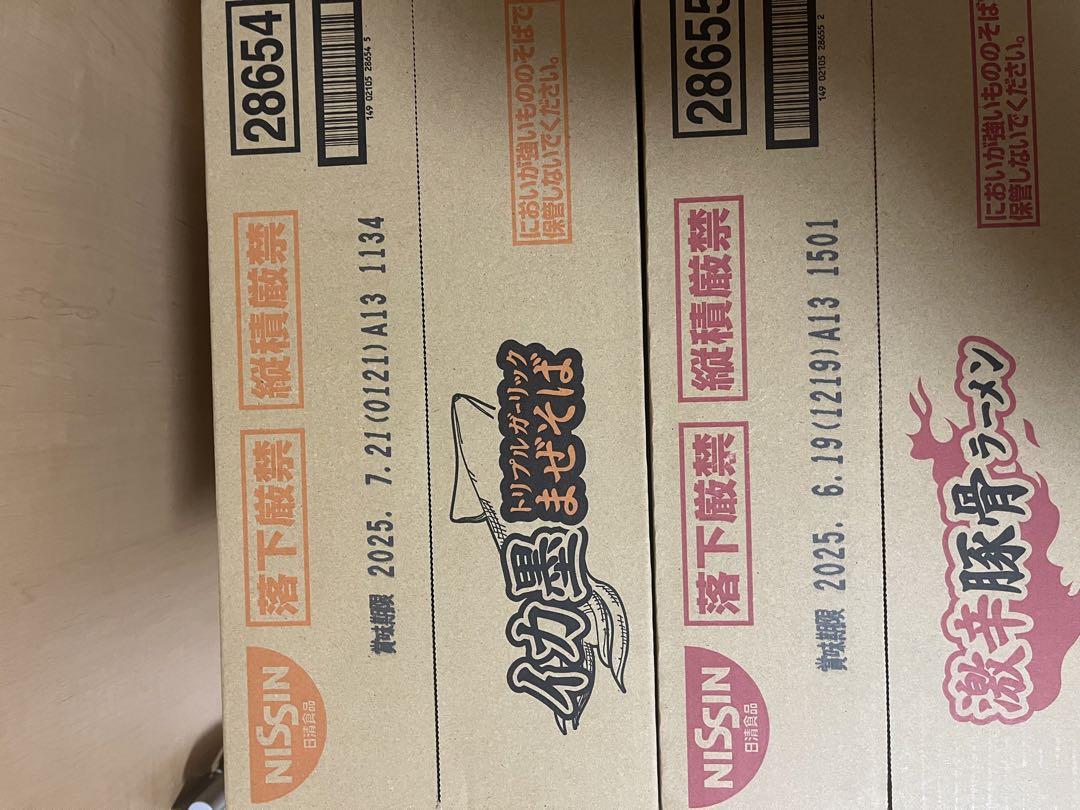 NISSIN
日清食品
落下厳禁
縦積厳禁
28654
149 02105 28654 5
賞味期限 2025. 7.21(0121)A13 1134
イカ墨
トリプルガーリック
まぜそば
においが強いもののそばで
保管しないでください。
NISSIN
日清食品
落下厳禁
縦積厳禁
28655
149 02105 28655 2
賞味期限 2025. 6.19(1219)A13 1501
激辛豚骨ラーメン
においが強いもののそば
保管しないでください。